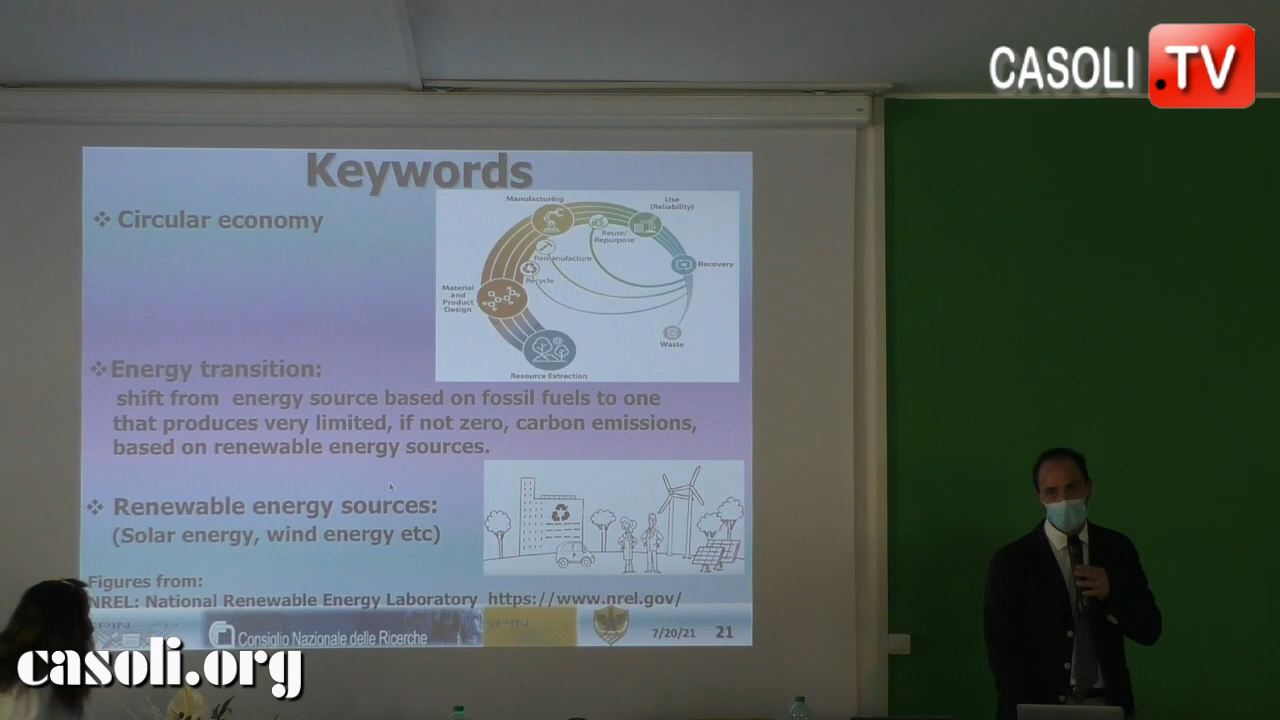 CASOLI .TV
Keywords
❖ Circular economy
Manufacturing
Use
(Reliability)
Reuse/
Repurpose
Remanufacture
Recycle
Recovery
Material
and
Product
Design
Waste
Resource Extraction
❖ Energy transition:
shift from energy source based on fossil fuels to one
that produces very limited, if not zero, carbon emissions,
based on renewable energy sources.
❖ Renewable energy sources:
(Solar energy, wind energy etc)
Figures from:
NREL: National Renewable Energy Laboratory https://www.nrel.gov/
SPIN
Consiglio Nazionale delle Ricerche
SPIN
7/20/21
21
casoli.org